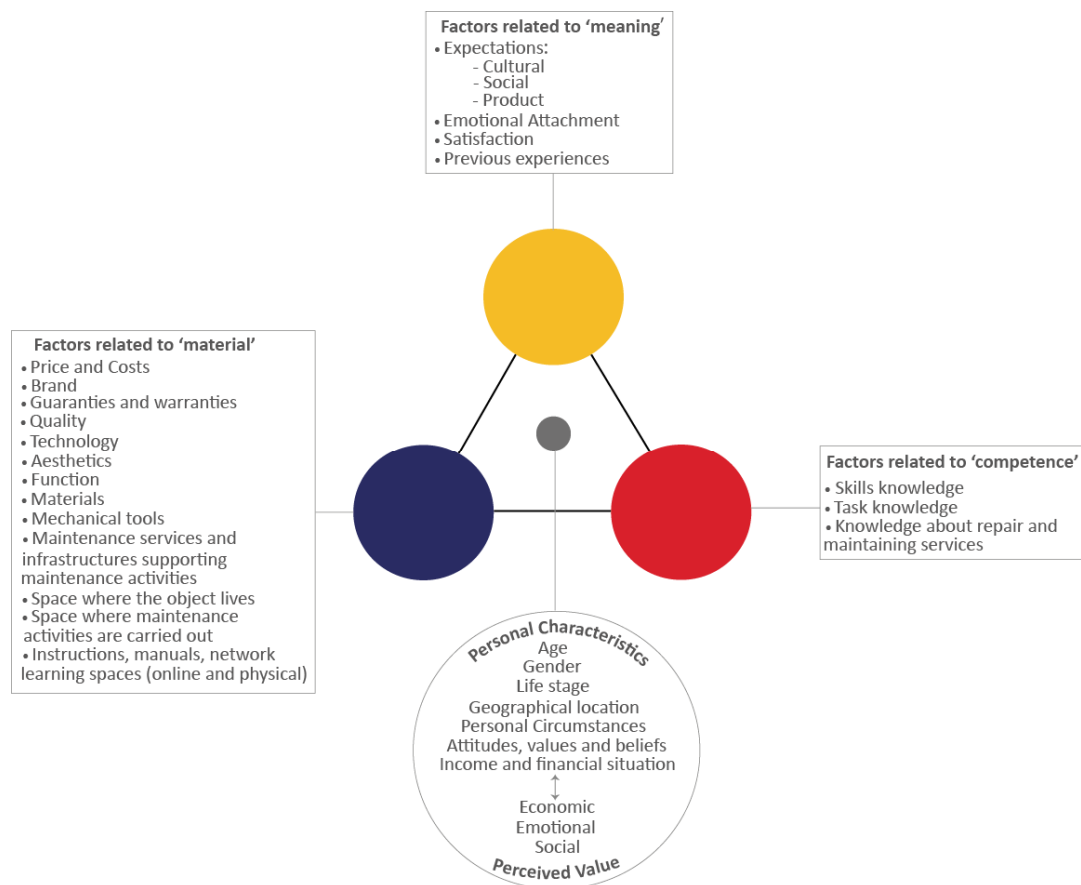 Factors related to ‘meaning’
• Expectations:
- Cultural
- Social
- Product
• Emotional Attachment
• Satisfaction
• Previous experiences
Factors related to ‘material’
• Price and Costs
• Brand
• Guaranties and warranties
• Quality
• Technology
• Aesthetics
• Function
• Materials
• Mechanical tools
• Maintenance services and
infrastructures supporting
maintenance activities
• Space where the object lives
• Space where maintenance
activities are carried out
• Instructions, manuals, network
learning spaces (online and physical)
Factors related to ‘competence’
• Skills knowledge
• Task knowledge
• Knowledge about repair and
maintaining services
Personal Characteristics
Age
Gender
Life stage
Geographical location
Personal Circumstances
Attitudes, values and beliefs
Income and financial situation
Economic
Emotional
Social
Perceived Value